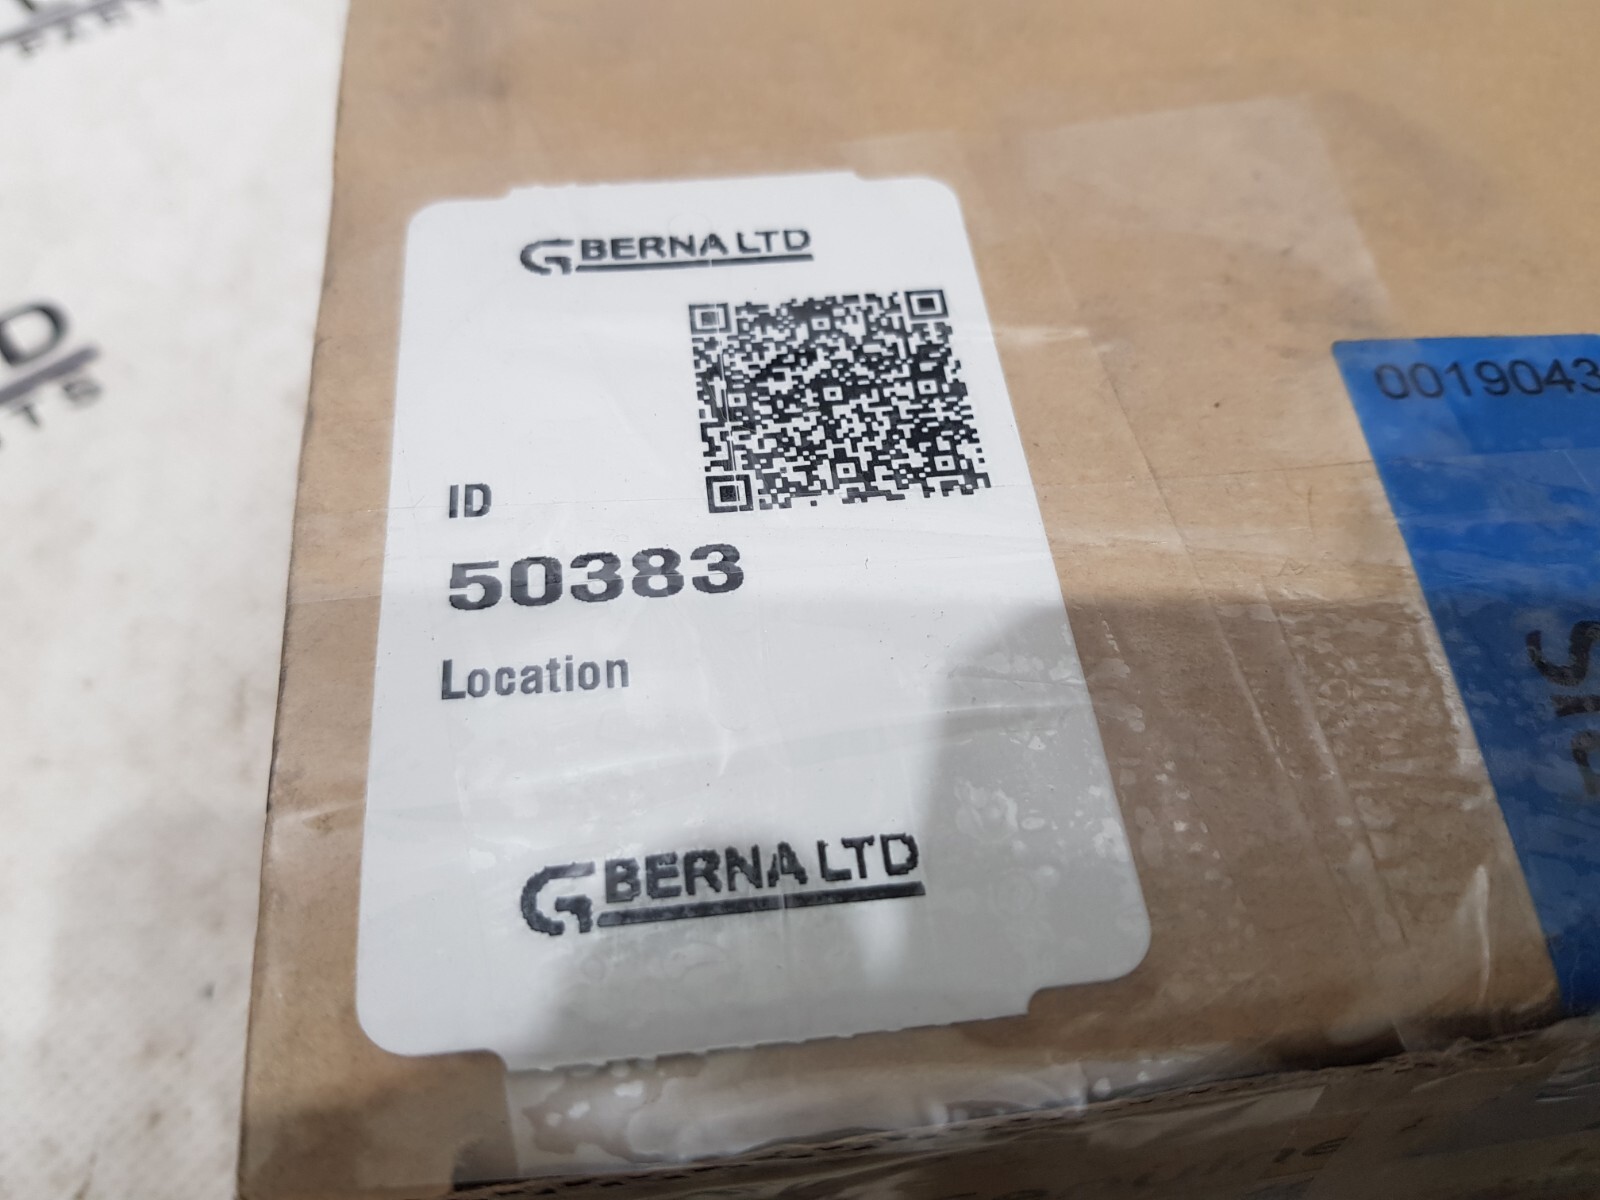 BERNA LTD
ID
50383
Location
BERNA LTD
0019043